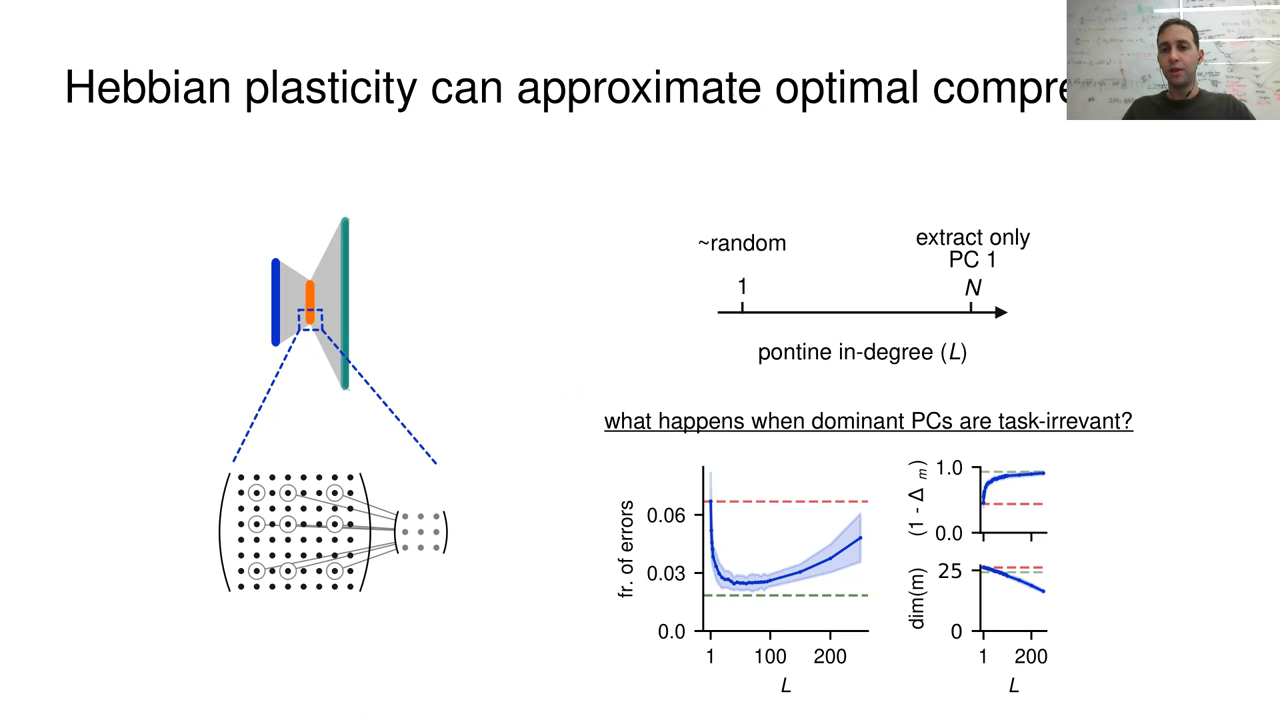 Hebbian plasticity can approximate optimal compre
~random
extract only
PC 1
1
N
pontine in-degree (L)
what happens when dominant PCs are task-irrevant?
fr. of errors
0.06
0.03
0.0
1
100
200
L
(1 - Δ m)
1.0
0.0
dim(m)
25
0
1
200
L